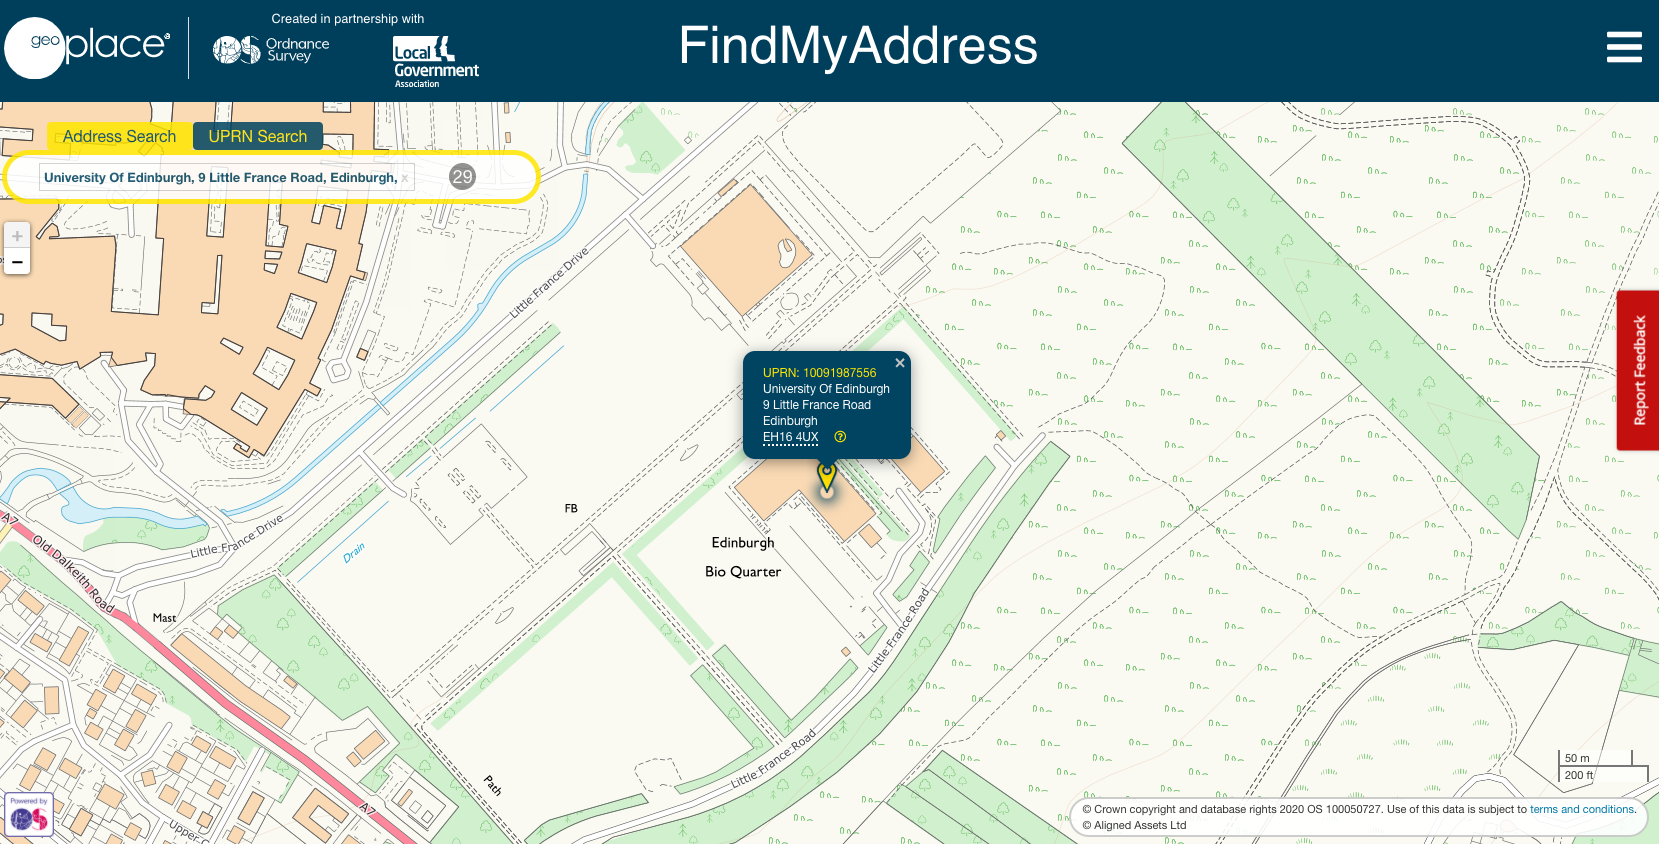 geo place
Created in partnership with
Ordnance
Survey
Local
Government
Association
FindMyAddress
Address Search
UPRN Search
University Of Edinburgh, 9 Little France Road, Edinburgh, x
29
+
−
Little France Drive
UPRN: 10091987556
University Of Edinburgh
9 Little France Road
Edinburgh
EH16 4UX
?
Report Feedback
FB
A7
Old Dalkeith Road
Little France Drive
Drain
Edinburgh
Bio Quarter
Mast
Little France Road
Little France Road
Path
A7
Upper
50 m
200 ft
Powered by
© Crown copyright and database rights 2020 OS 100050727. Use of this data is subject to terms and conditions.
© Aligned Assets Ltd